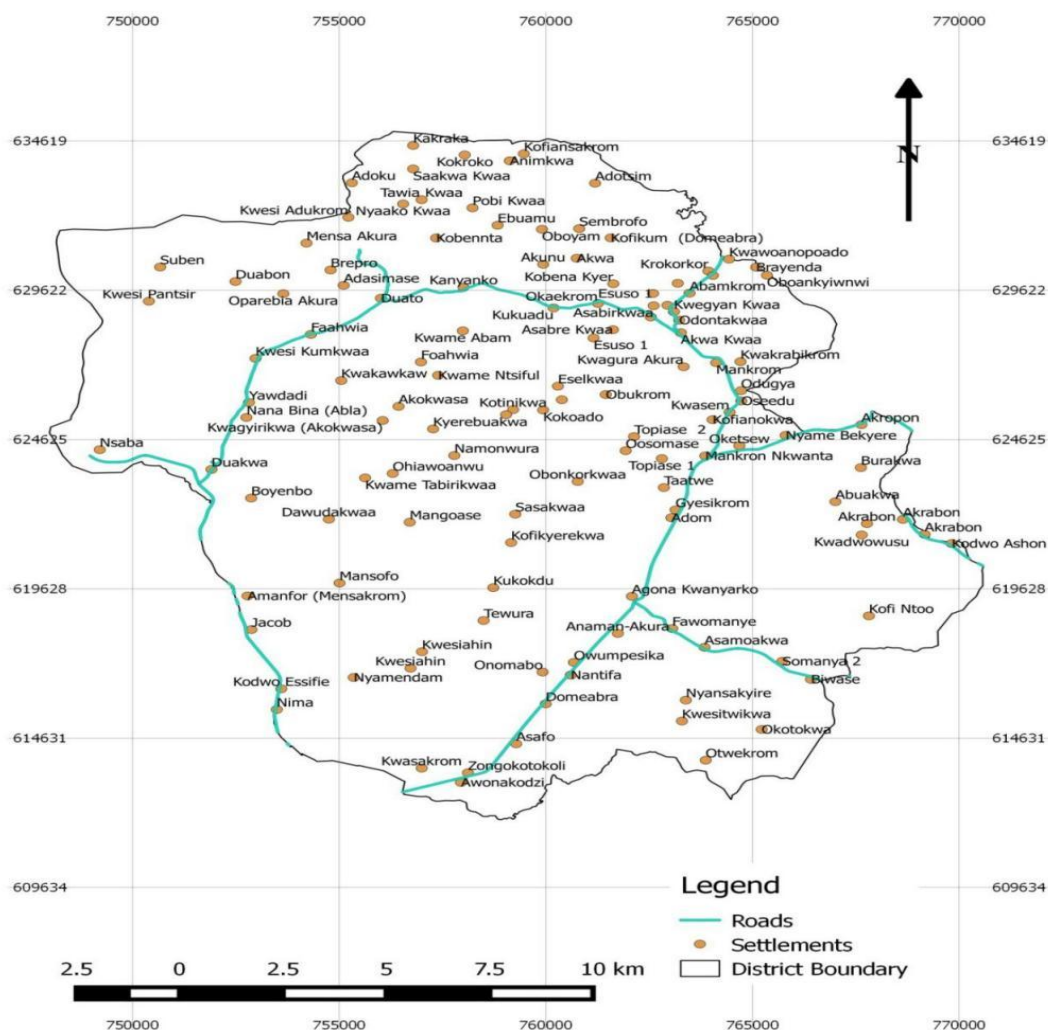 750000 755000 760000 765000 770000
634619 634619
Kakraka
Kofiansakrom
Kokroko Animkwa
Adoku Saakwa Kwaa Adotsim
Tawia Kwaa
Pobi Kwaa
Kwesi Adukrom Nyaako Kwaa
Ebuamu Sembrofo
Mensa Akura Kobennta Oboyam Kofikum (Domeabra)
Kwawoanopoado
Suben Brepro Akunu Akwa Krokorkor Brayenda
Duabon Adasimase Kanyanko Kobena Kyer Abamkrom Oboankyiwnwi
629622 629622
Kwesi Pantsir Oparebia Akura Duato Okaekrom Esuso 1 Kwegyan Kwaa
Kukuadu Asabirkwaa Odontakwaa
Faahwia Kwame Abam Asabre Kwaa Akwa Kwaa
Esuso 1
Kwesi Kumkwaa Foahwia Kwagura Akura Kwakrabikrom
Mankrom
Kwakawkaw Kwame Ntsiful Eselkwaa Odugya
Yawdadi Akokwasa Kotinikwa Obukrom Kwasem Oseedu
Nana Bina (Abla) Kokoado Kofianokwa
Kwagyirikwa (Akokwasa) Kyerebuakwa Akropon
624625 Topiase 2 624625
Nsaba Namonwura Oosomase Oketsew Nyame Bekyere
Topiase 1 Mankron Nkwanta
Duakwa Ohiawoanwu Burakwa
Kwame Tabirikwaa Obonkorkwaa Taatwe
Boyenbo Abuakwa
Dawudakwaa Mangoase Sasakwaa Gyesikrom
Adom Akrabon Akrabon
Kofikyerekwa Kwadwowusu Akrabon
Kodwo Ashon
Mansofo Kukokdu
619628 619628
Amanfor (Mensakrom) Agona Kwanyarko
Kofi Ntoo
Jacob Tewura Anaman-Akura Fawomanye
Kwesiahin Asamoakwa
Kwesiahin Owumpesika Somanya 2
Nyamendam Onomabo Nantifa Biwase
Kodwo Essifie
Nima Domeabra Nyansakyire
Kwesitwikwa
Okotokwa
614631 Asafo 614631
Kwasakrom Zongokotokoli Otwekrom
Awonakodzi
N
609634 609634
Legend
Roads
Settlements
District Boundary
2.5 0 2.5 5 7.5 10 km
750000 755000 760000 765000 770000